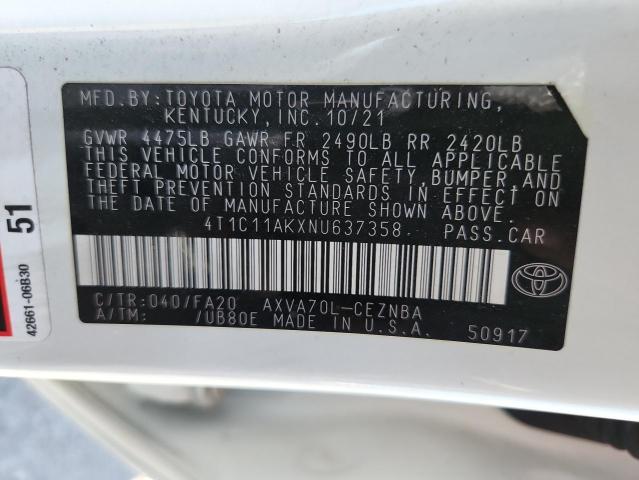 MFD.BY:TOYOTA MOTOR MANUFACTURING,
KENTUCKY, INC. 10/21
GVWR 4475LB GAWR FR 2490LB RR 2420LB
THIS VEHICLE CONFORMS TO ALL APPLICABLE
FEDERAL MOTOR VEHICLE SAFETY, BUMPER, AND
THEFT PREVENTION STANDARDS IN EFFECT ON
THE DATE OF MANUFACTURE SHOWN ABOVE.
4T1C11AKXNU637358 PASS.CAR
C/TR:040/FA20 AXVA70L-CEZNBA
A/TM: /UB80E MADE IN U.S.A. 50917
51
42661-06B30